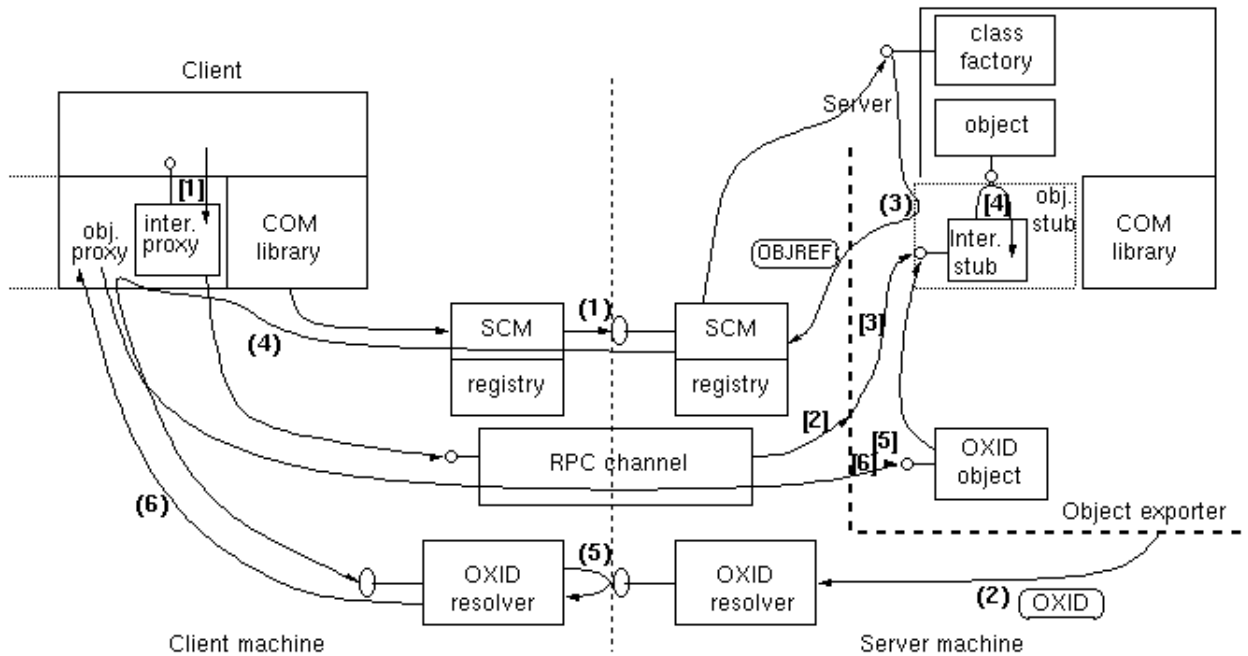 class
factory
Client
Server
object
[1]
(3)
[4]
obj.
stub
inter.
proxy
obj.
proxy
COM
library
Inter.
stub
COM
library
OBJREF
(1)
SCM
SCM
(4)
[3]
registry
registry
[2]
[5]
[6]
RPC channel
OXID
object
(6)
Object exporter
(5)
OXID
resolver
OXID
resolver
(2)
OXID
Client machine
Server machine